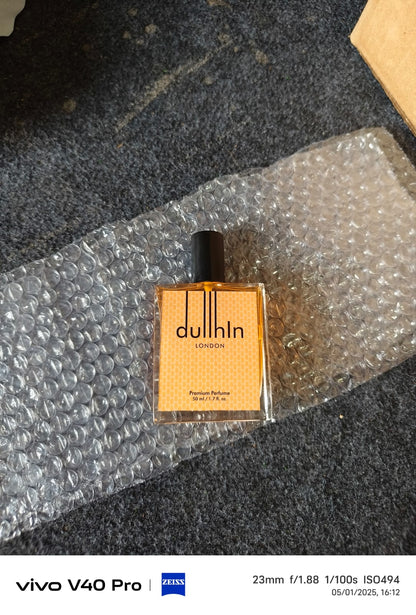 dullhln
LONDON
Premium Perfume
50 ml / 1.7 fl. oz.
vivo V40 Pro | ZEISS
23mm f/1.88 1/100s ISO494
05/01/2025, 16:12